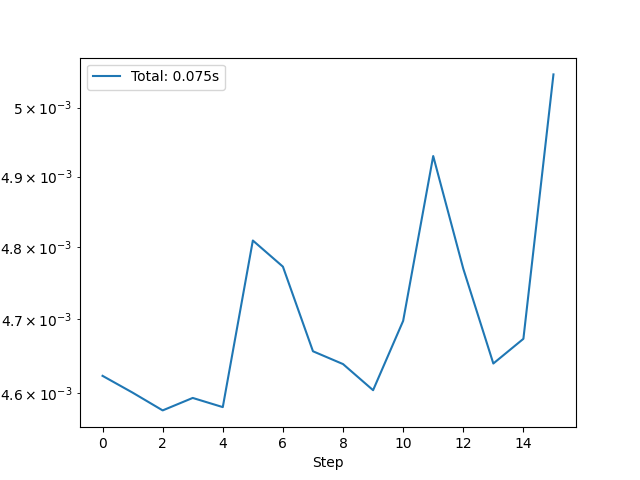 Total: 0.075s
5 × 10⁻³
4.9 × 10⁻³
4.8 × 10⁻³
4.7 × 10⁻³
4.6 × 10⁻³
0 2 4 6 8 10 12 14
Step